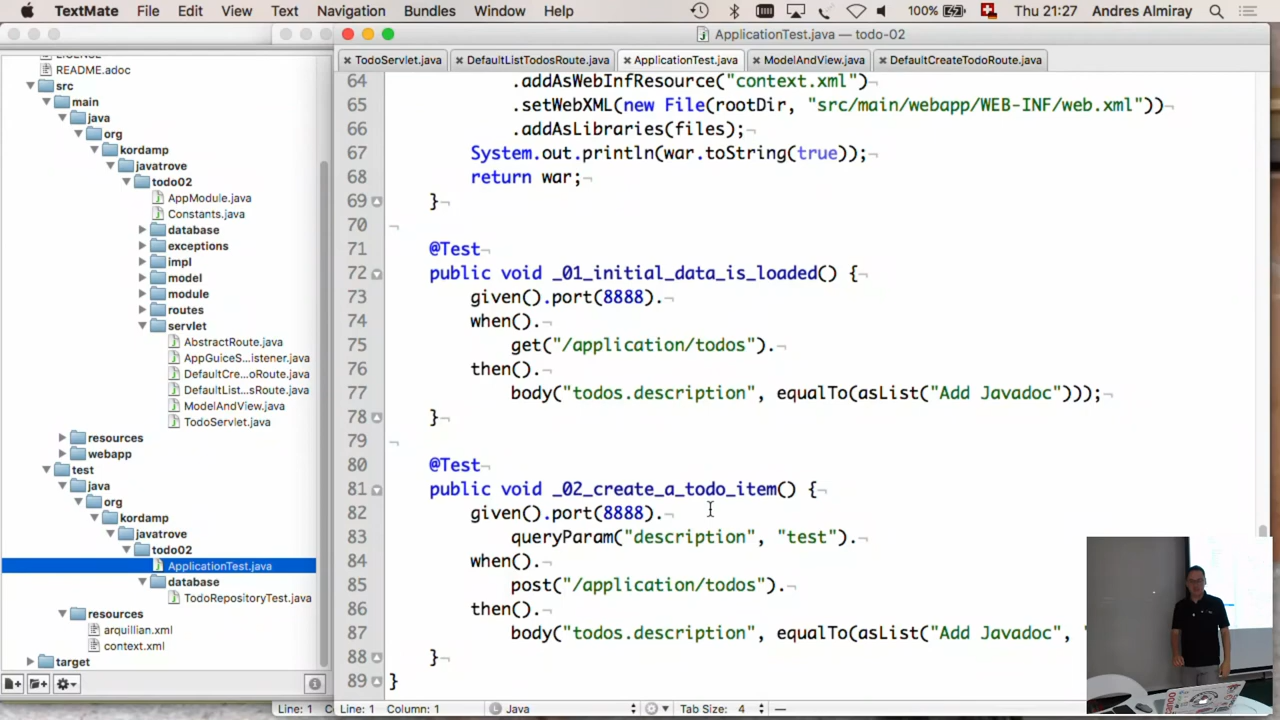 TextMate File Edit View Text Navigation Bundles Window Help 100% Thu 21:27 Andres Almiray
ApplicationTest.java — todo-02
TodoServlet.java DefaultListTodosRoute.java ApplicationTest.java ModelAndView.java DefaultCreateTodoRoute.java
README.adoc
src
main
java
org
kordamp
javatrove
todo02
AppModule.java
Constants.java
database
exceptions
impl
model
module
routes
servlet
AbstractRoute.java
AppGuiceS...istener.java
DefaultCre...oRoute.java
DefaultList...sRoute.java
ModelAndView.java
TodoServlet.java
resources
webapp
test
java
org
kordamp
javatrove
todo02
ApplicationTest.java
database
TodoRepositoryTest.java
resources
arquillian.xml
context.xml
target
64 .addAsWebInfResource("context.xml")¬
65 .setWebXML(new File(rootDir, "src/main/webapp/WEB-INF/web.xml"))¬
66 .addAsLibraries(files);¬
67 System.out.println(war.toString(true));¬
68 return war;¬
69 }¬
70 ¬
71 @Test¬
72 public void _01_initial_data_is_loaded() {¬
73 given().port(8888).¬
74 when().¬
75 get("/application/todos").¬
76 then().¬
77 body("todos.description", equalTo(asList("Add Javadoc")));¬
78 }¬
79 ¬
80 @Test¬
81 public void _02_create_a_todo_item() {¬
82 given().port(8888).¬
83 queryParam("description", "test").¬
84 when().¬
85 post("/application/todos").¬
86 then().¬
87 body("todos.description", equalTo(asList("Add Javadoc", "
88 }¬
89 }¬
Line: 1 Line: 1 Column: 1 Java Tab Size: 4 —